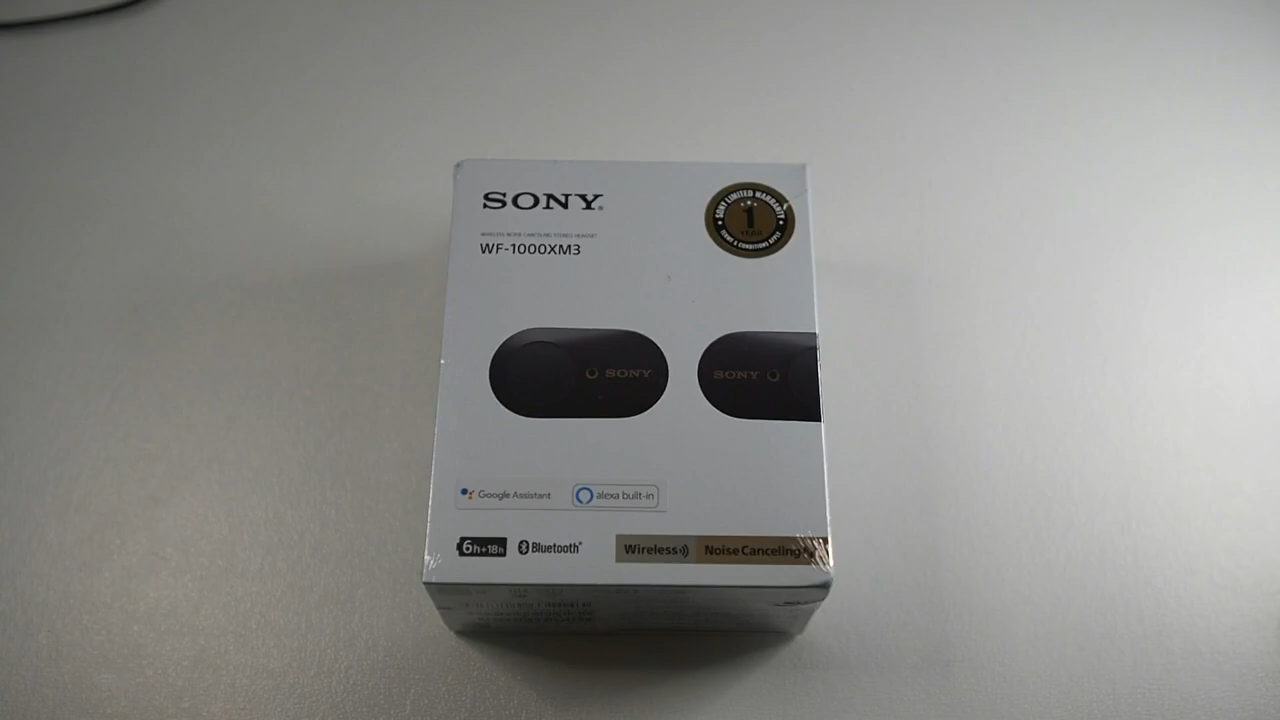 SONY
WIRELESS NOISE CANCELING STEREO HEADSET
WF-1000XM3
SONY LIMITED WARRANTY
1
YEAR
TERMS & CONDITIONS APPLY
SONY
SONY
Google Assistant
alexa built-in
6h+18h
Bluetooth®
Wireless
Noise Canceling